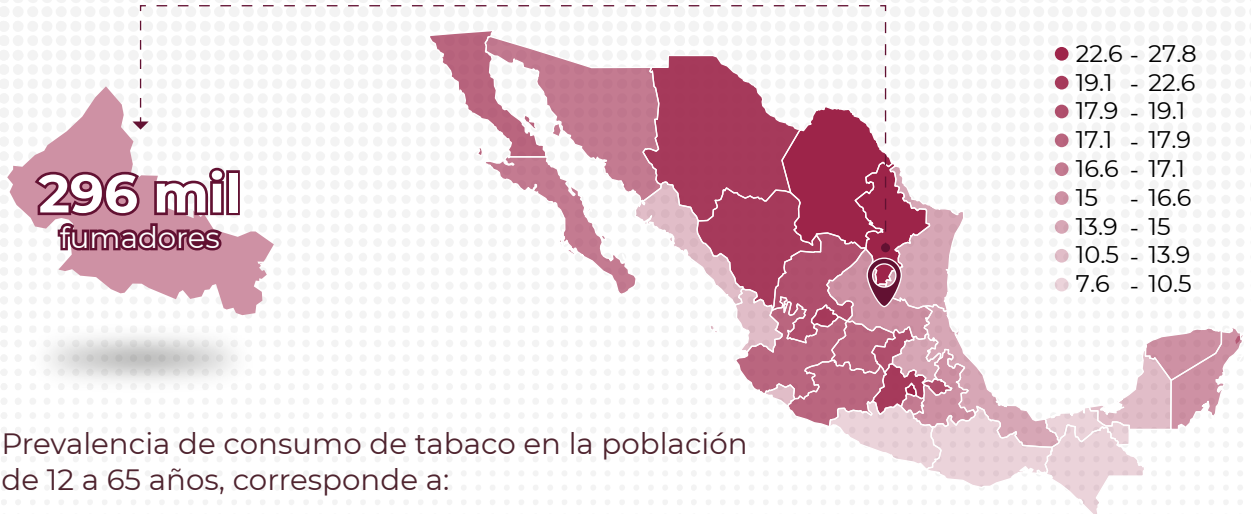 296 mil
fumadores
22.6 - 27.8
19.1 - 22.6
17.9 - 19.1
17.1 - 17.9
16.6 - 17.1
15 - 16.6
13.9 - 15
10.5 - 13.9
7.6 - 10.5
Prevalencia de consumo de tabaco en la población
de 12 a 65 años, corresponde a: